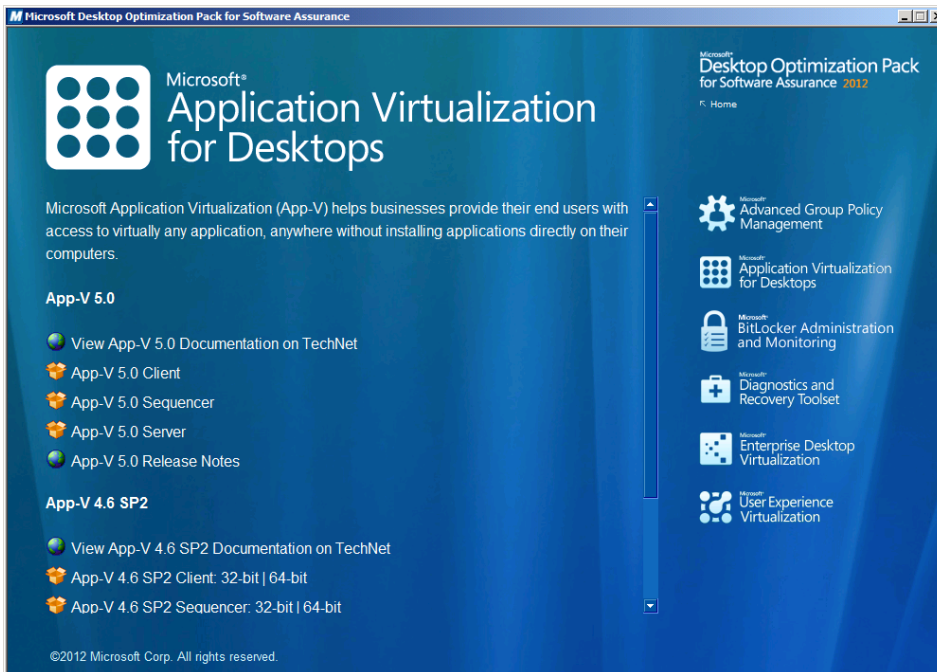 Microsoft Desktop Optimization Pack for Software Assurance
Microsoft®
Application Virtualization
for Desktops
Microsoft Application Virtualization (App-V) helps businesses provide their end users with
access to virtually any application, anywhere without installing applications directly on their
computers.
App-V 5.0
View App-V 5.0 Documentation on TechNet
App-V 5.0 Client
App-V 5.0 Sequencer
App-V 5.0 Server
App-V 5.0 Release Notes
App-V 4.6 SP2
View App-V 4.6 SP2 Documentation on TechNet
App-V 4.6 SP2 Client: 32-bit | 64-bit
App-V 4.6 SP2 Sequencer: 32-bit | 64-bit
©2012 Microsoft Corp. All rights reserved.
Microsoft®
Desktop Optimization Pack
for Software Assurance 2012
Home
Microsoft®
Advanced Group Policy
Management
Microsoft®
Application Virtualization
for Desktops
Microsoft®
BitLocker Administration
and Monitoring
Microsoft®
Diagnostics and
Recovery Toolset
Microsoft®
Enterprise Desktop
Virtualization
Microsoft®
User Experience
Virtualization